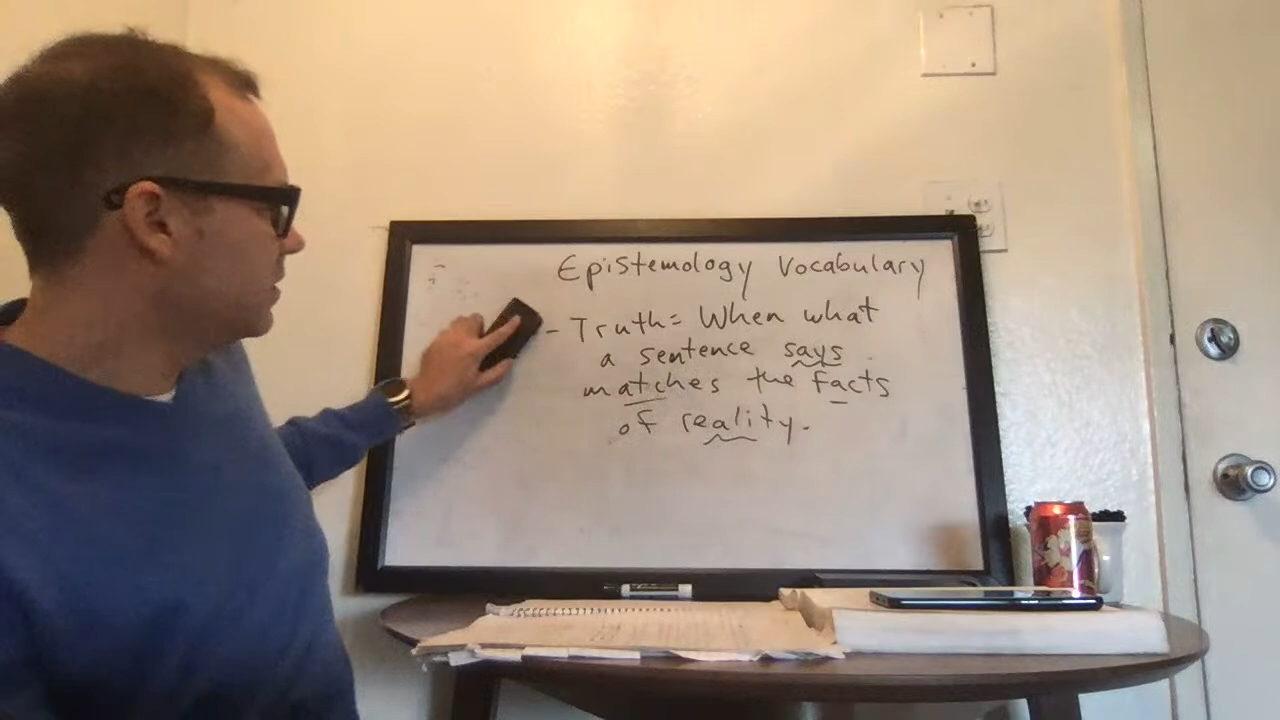 Epistemology Vocabulary
- Truth= When what
a sentence says
matches the facts
of reality.